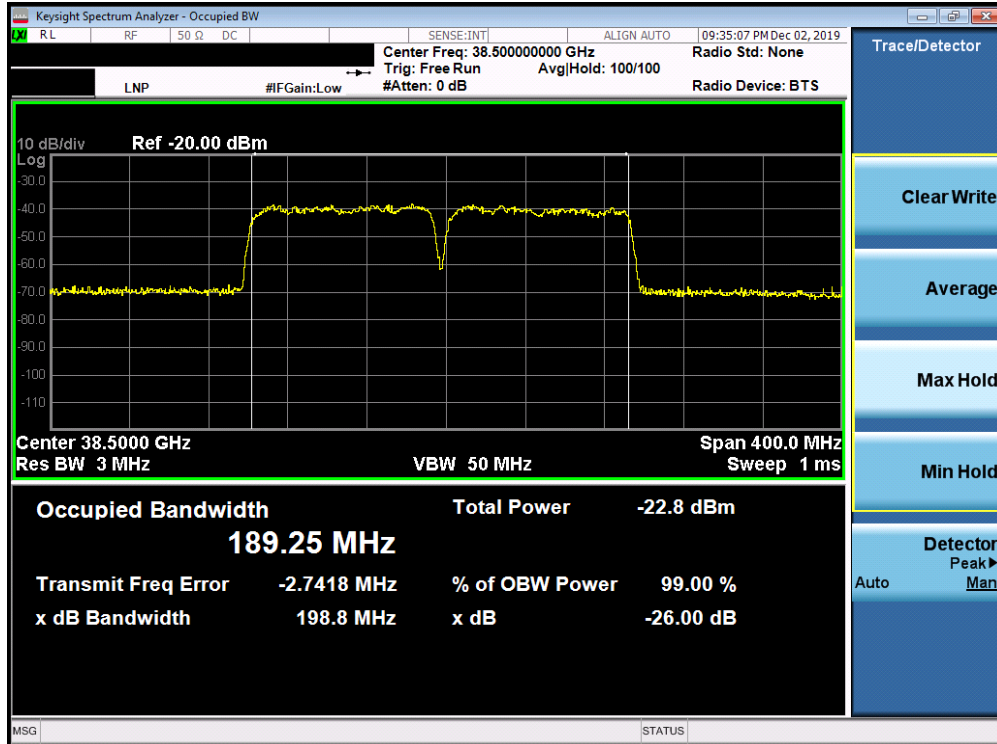 Keysight Spectrum Analyzer - Occupied BW
LXI RL RF 50 Ω DC SENSE:INT ALIGN AUTO 09:35:07 PM Dec 02, 2019
Center Freq: 38.500000000 GHz Radio Std: None
Trig: Free Run Avg|Hold: 100/100
LNP #IFGain:Low #Atten: 0 dB Radio Device: BTS
10 dB/div Ref -20.00 dBm
Log
-30.0
-40.0
-50.0
-60.0
-70.0
-80.0
-90.0
-100
-110
Center 38.5000 GHz Span 400.0 MHz
Res BW 3 MHz VBW 50 MHz Sweep 1 ms
Occupied Bandwidth Total Power -22.8 dBm
189.25 MHz
Transmit Freq Error -2.7418 MHz % of OBW Power 99.00 %
x dB Bandwidth 198.8 MHz x dB -26.00 dB
MSG STATUS
Trace/Detector
Clear Write
Average
Max Hold
Min Hold
Detector
Peak▶
Auto Man